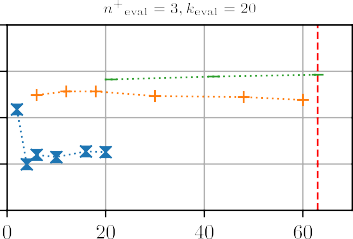 n⁺eval = 3, keval = 20
0 20 40 60